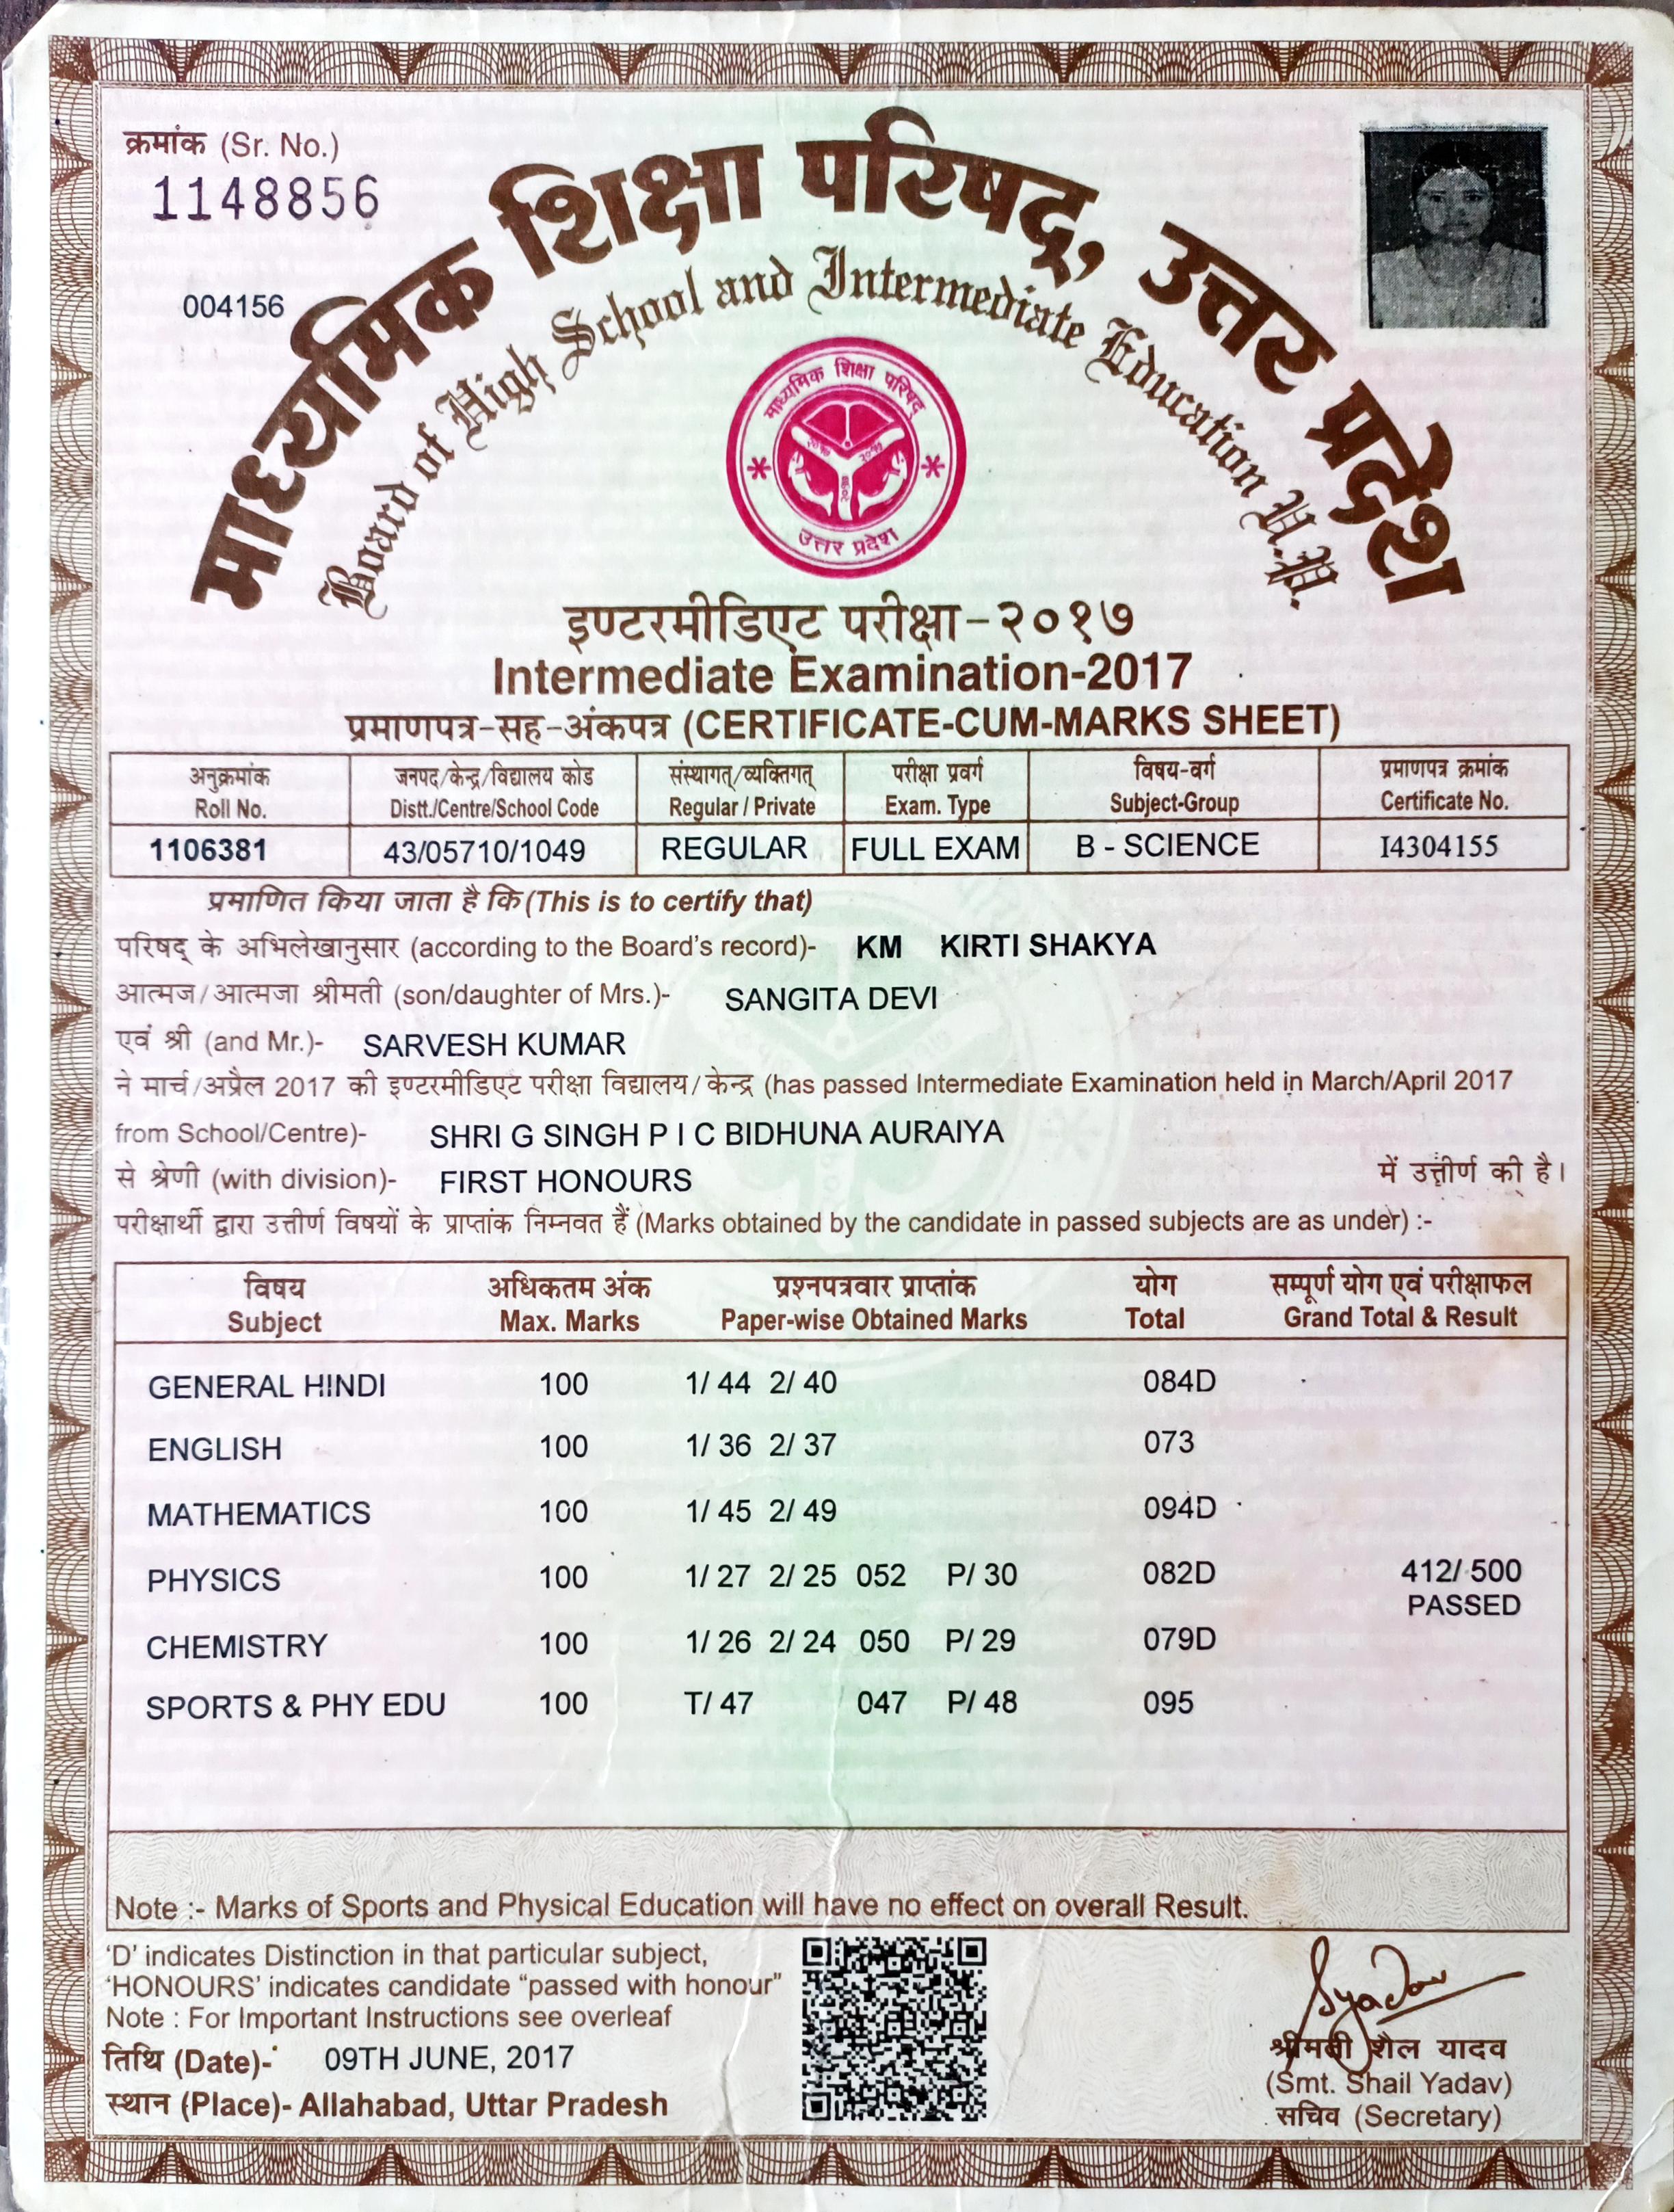 क्रमांक (Sr. No.)
1148856
004156
माध्यमिक शिक्षा परिषद्, उत्तर प्रदेश
Board of High School and Intermediate Education U.P.
माध्यमिक शिक्षा परिषद्
उत्तर प्रदेश
इण्टरमीडिएट परीक्षा-२०१७
Intermediate Examination-2017
प्रमाणपत्र-सह-अंकपत्र (CERTIFICATE-CUM-MARKS SHEET)
अनुक्रमांक जनपद/केन्द्र/विद्यालय कोड संस्थागत्/व्यक्तिगत् परीक्षा प्रवर्ग विषय-वर्ग प्रमाणपत्र क्रमांक
Roll No. Distt./Centre/School Code Regular / Private Exam. Type Subject-Group Certificate No.
1106381 43/05710/1049 REGULAR FULL EXAM B - SCIENCE I4304155
प्रमाणित किया जाता है कि (This is to certify that)
परिषद् के अभिलेखानुसार (according to the Board's record)- KM KIRTI SHAKYA
आत्मज/आत्मजा श्रीमती (son/daughter of Mrs.)- SANGITA DEVI
एवं श्री (and Mr.)- SARVESH KUMAR
ने मार्च/अप्रैल 2017 की इण्टरमीडिएट परीक्षा विद्यालय/केन्द्र (has passed Intermediate Examination held in March/April 2017
from School/Centre)- SHRI G SINGH P I C BIDHUNA AURAIYA
से श्रेणी (with division)- FIRST HONOURS में उत्तीर्ण की है।
परीक्षार्थी द्वारा उत्तीर्ण विषयों के प्राप्तांक निम्नवत हैं (Marks obtained by the candidate in passed subjects are as under) :-
विषय अधिकतम अंक प्रश्नपत्रवार प्राप्तांक योग सम्पूर्ण योग एवं परीक्षाफल
Subject Max. Marks Paper-wise Obtained Marks Total Grand Total & Result
GENERAL HINDI 100 1/ 44 2/ 40 084D
ENGLISH 100 1/ 36 2/ 37 073
MATHEMATICS 100 1/ 45 2/ 49 094D
PHYSICS 100 1/ 27 2/ 25 052 P/ 30 082D 412/ 500
PASSED
CHEMISTRY 100 1/ 26 2/ 24 050 P/ 29 079D
SPORTS & PHY EDU 100 T/ 47 047 P/ 48 095
Note :- Marks of Sports and Physical Education will have no effect on overall Result.
'D' indicates Distinction in that particular subject,
'HONOURS' indicates candidate "passed with honour"
Note : For Important Instructions see overleaf
तिथि (Date)- 09TH JUNE, 2017
स्थान (Place)- Allahabad, Uttar Pradesh
Syadav
श्रीमती शैल यादव
(Smt. Shail Yadav)
सचिव (Secretary)